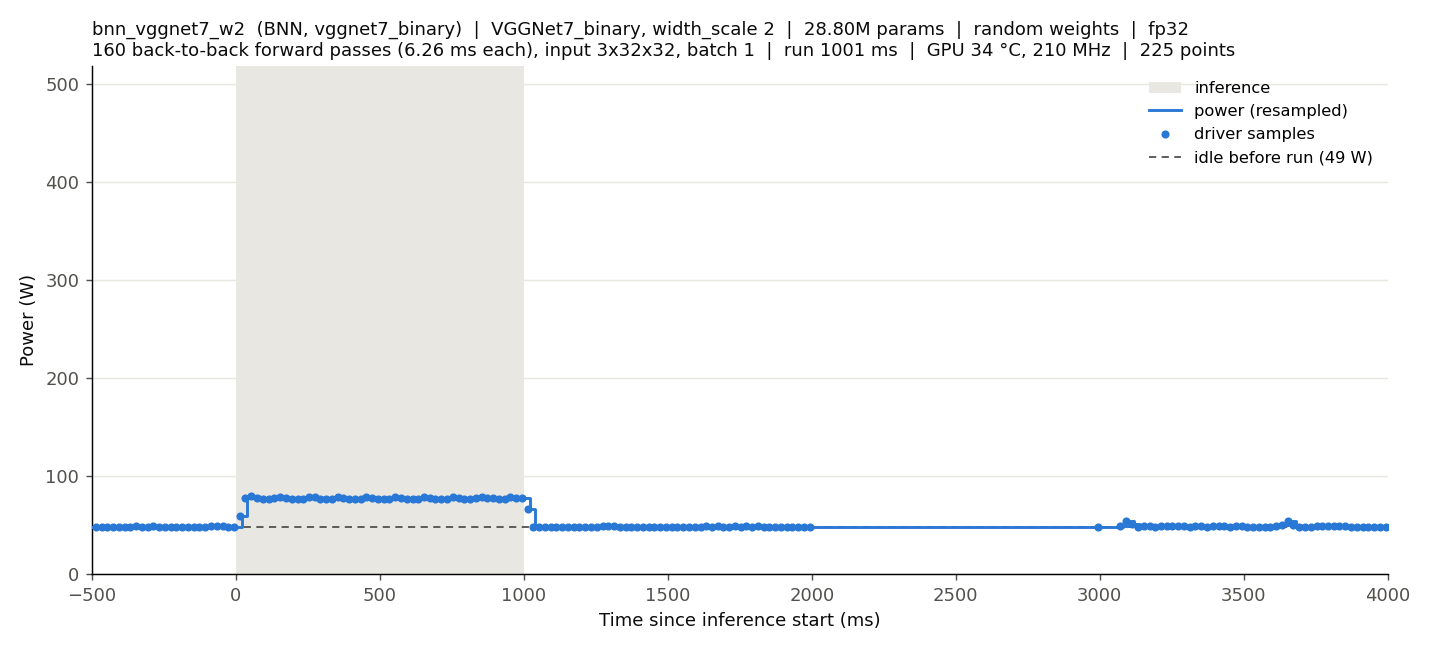 bnn_vggnet7_w2  (BNN, vggnet7_binary)  |  VGGNet7_binary, width_scale 2  |  28.80M params  |  random weights  |  fp32
160 back-to-back forward passes (6.26 ms each), input 3x32x32, batch 1  |  run 1001 ms  |  GPU 34 °C, 210 MHz  |  225 points
500
400
300
200
100
0
Power (W)
inference
power (resampled)
driver samples
idle before run (49 W)
−500 0 500 1000 1500 2000 2500 3000 3500 4000
Time since inference start (ms)